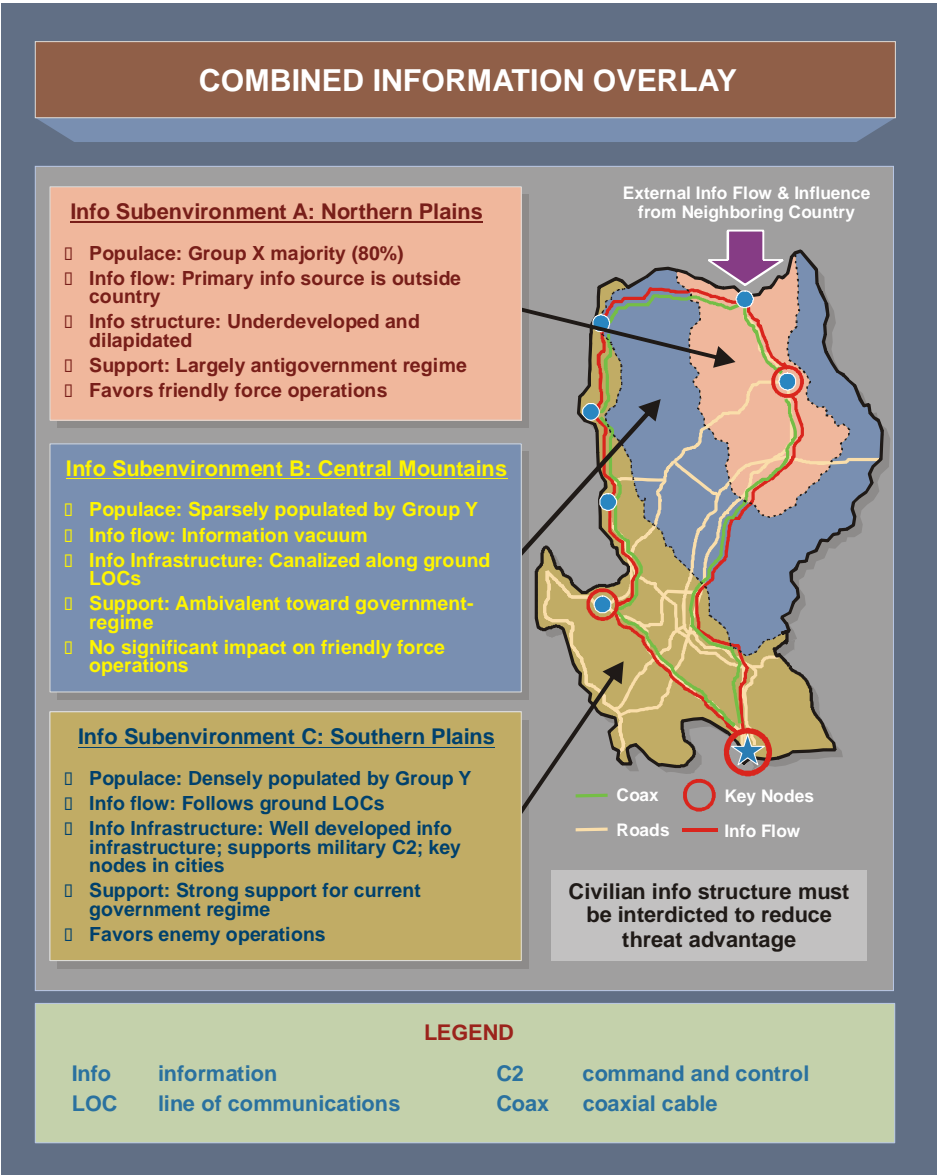 COMBINED INFORMATION OVERLAY
Info Subenvironment A: Northern Plains
Populace: Group X majority (80%)
Info flow: Primary info source is outside
country
Info structure: Underdeveloped and
dilapidated
Support: Largely antigovernment regime
Favors friendly force operations
External Info Flow & Influence
from Neighboring Country
Info Subenvironment B: Central Mountains
Populace: Sparsely populated by Group Y
Info flow: Information vacuum
Info Infrastructure: Canalized along ground
LOCs
Support: Ambivalent toward government-
regime
No significant impact on friendly force
operations
Info Subenvironment C: Southern Plains
Populace: Densely populated by Group Y
Info flow: Follows ground LOCs
Info Infrastructure: Well developed info
infrastructure; supports military C2; key
nodes in cities
Support: Strong support for current
government regime
Favors enemy operations
Coax
Key Nodes
Roads
Info Flow
Civilian info structure must
be interdicted to reduce
threat advantage
LEGEND
Info information
C2 command and control
LOC line of communications
Coax coaxial cable